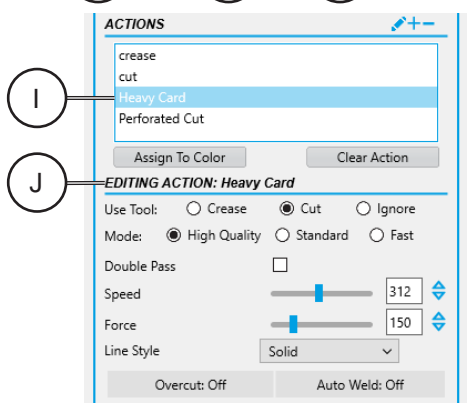 ACTIONS
crease
cut
I
Heavy Card
Perforated Cut
Assign To Color Clear Action
J
EDITING ACTION: Heavy Card
Use Tool: Crease Cut Ignore
Mode: High Quality Standard Fast
Double Pass
Speed 312
Force 150
Line Style Solid
Overcut: Off Auto Weld: Off